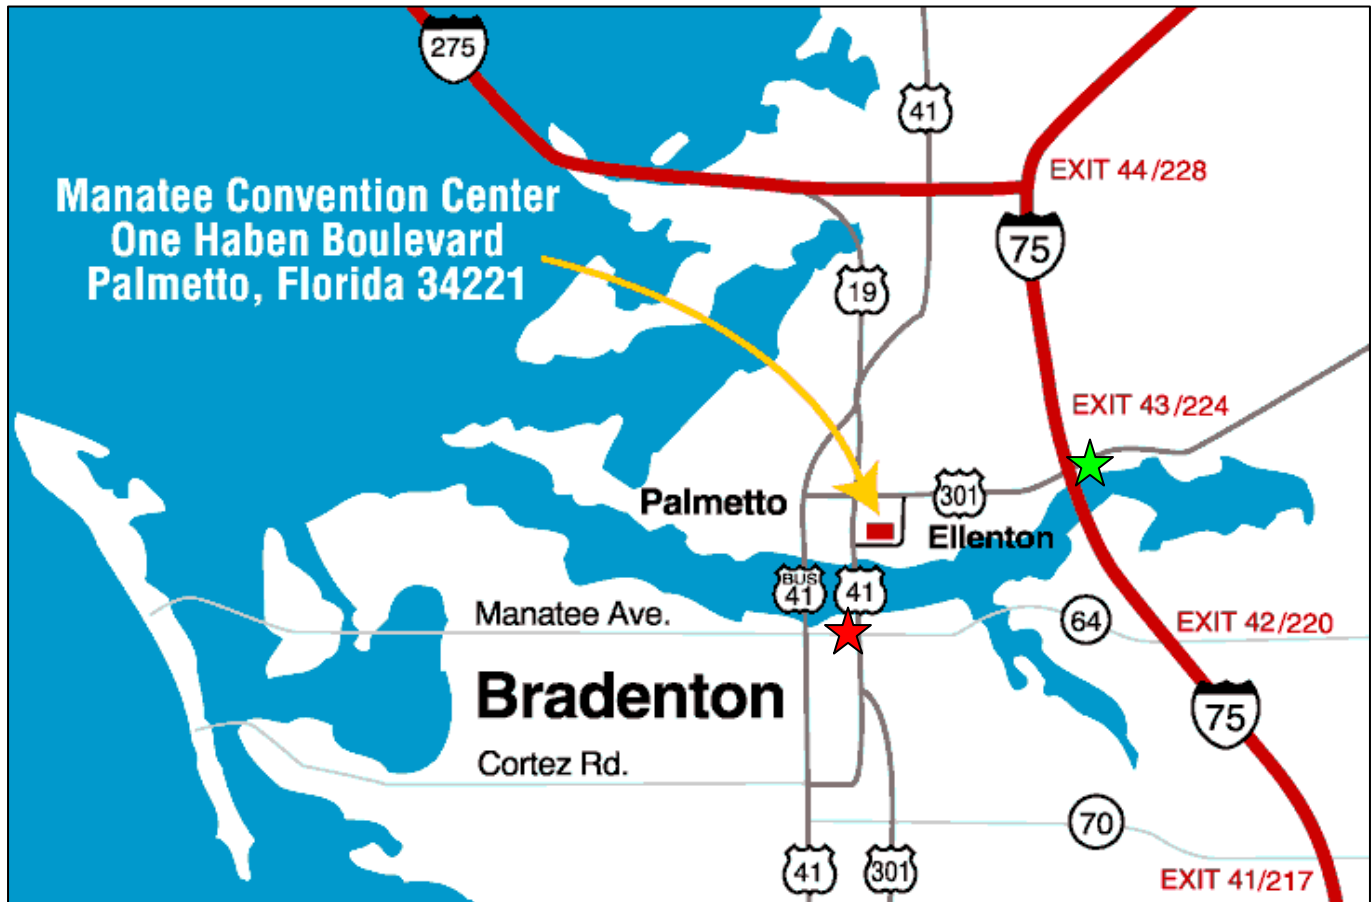 275
41
EXIT 44/228
Manatee Convention Center
One Haben Boulevard
Palmetto, Florida 34221
75
19
EXIT 43/224
Palmetto
301
Ellenton
BUS
41
41
Manatee Ave.
64
EXIT 42/220
Bradenton
75
Cortez Rd.
70
41
301
EXIT 41/217